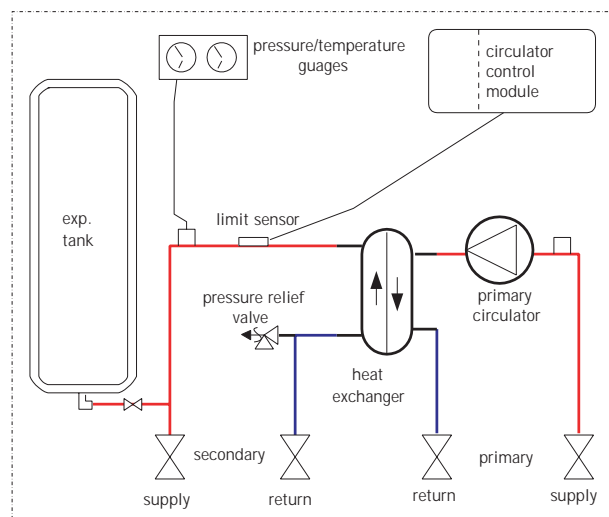 pressure/temperature
guages
circulator
control
module
exp.
tank
limit sensor
pressure relief
valve
primary
circulator
heat
exchanger
secondary
primary
supply
return
return
supply